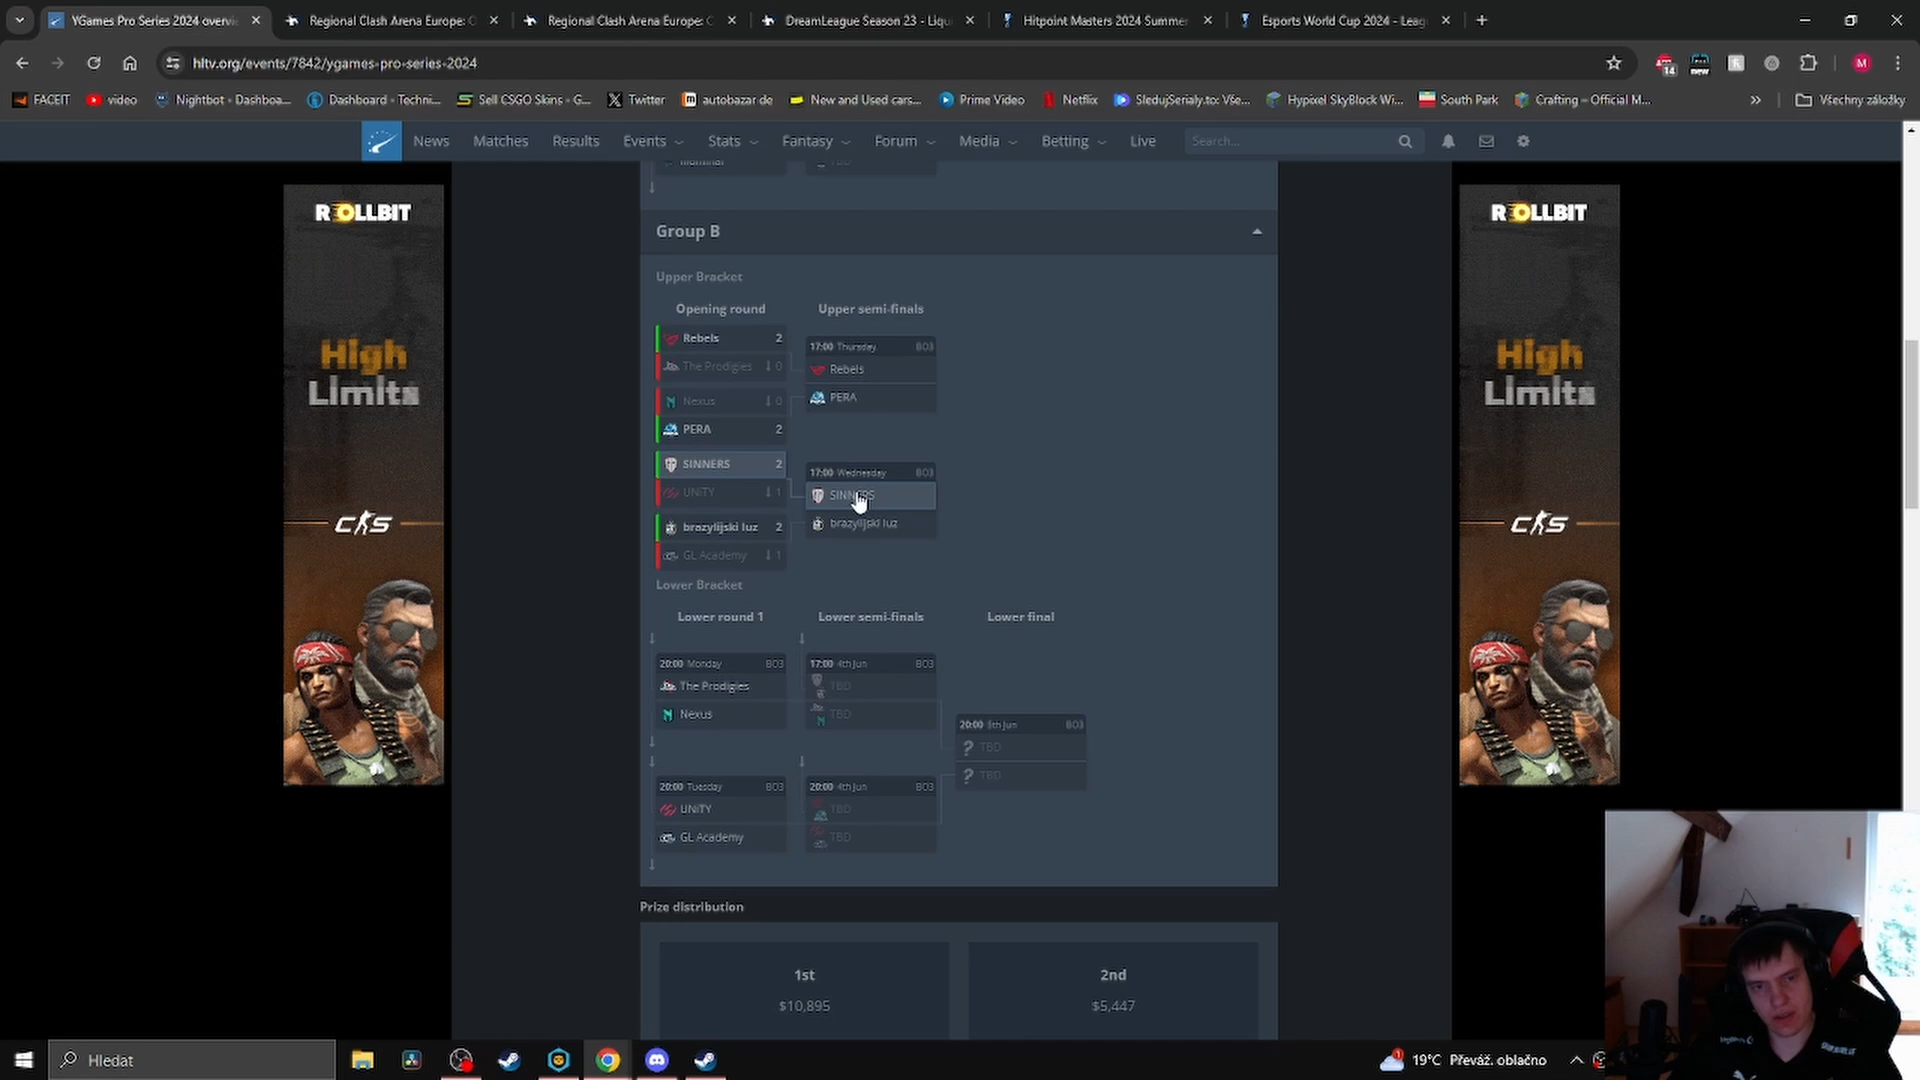 YGames Pro Series 2024 overvi
Regional Clash Arena Europe: C
Regional Clash Arena Europe: C
DreamLeague Season 23 - Liqu
Hitpoint Masters 2024 Summer
Esports World Cup 2024 - Leag
hltv.org/events/7842/ygames-pro-series-2024
14
new
M
FACEIT
video
Nightbot - Dashboa...
Dashboard - Techni...
Sell CSGO Skins - G...
Twitter
autobazar de
New and Used cars...
Prime Video
Netflix
SledujSerialy.to: Vše...
Hypixel SkyBlock Wi...
South Park
Crafting – Official M...
Všechny záložky
News
Matches
Results
Events
Stats
Fantasy
Forum
Media
Betting
Live
Search...
ROLLBIT
High
Limits
CS
ROLLBIT
High
Limits
CS
TBD
Group B
Upper Bracket
Opening round
Upper semi-finals
Rebels 2
The Prodigies 0
Nexus 0
PERA 2
SINNERS 2
UNiTY 1
brazylijski luz 2
GL Academy 1
17:00 Thursday BO3
Rebels
PERA
17:00 Wednesday BO3
SINNERS
brazylijski luz
Lower Bracket
Lower round 1
Lower semi-finals
Lower final
20:00 Monday BO3
The Prodigies
Nexus
17:00 4th Jun BO3
TBD
TBD
20:00 Tuesday BO3
UNiTY
GL Academy
20:00 4th Jun BO3
TBD
TBD
20:00 BO3
? TBD
? TBD
Prize distribution
1st
$10,895
2nd
$5,447
Hledat
1
19°C Převáž. oblačno